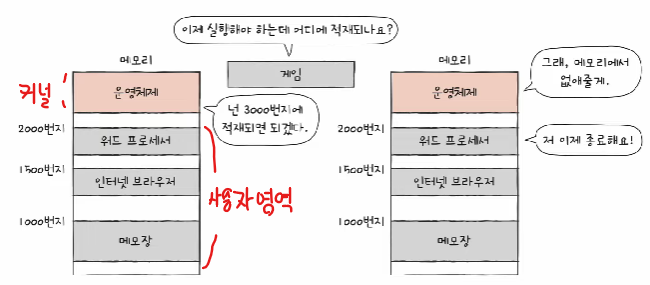 이제 실행해야 하는데 어디에 적재되나요?
메모리
게임
메모리
그래, 메모리에서
없애줄게.
커널
운영체제
운영체제
넌 3000번지에
적재되면 되겠다.
2000번지
워드 프로세서
2000번지
워드 프로세서
저 이제 종료해요!
1500번지
인터넷 브라우저
1500번지
인터넷 브라우저
사용자영역
1000번지
메모장
1000번지
메모장